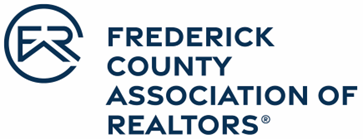 FREDERICK
COUNTY
ASSOCIATION OF
REALTORS®